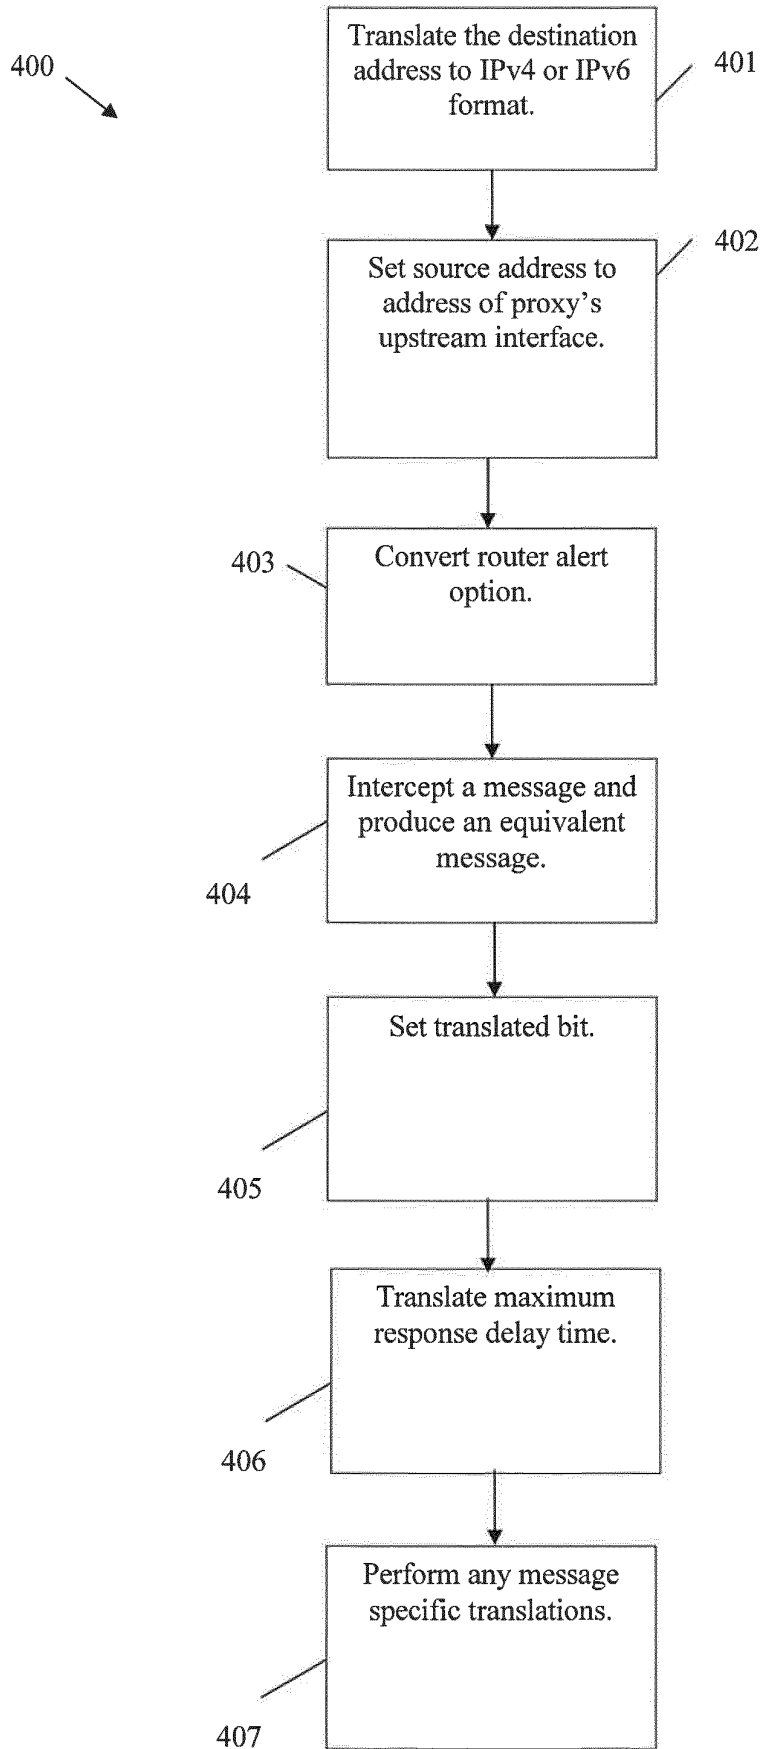 400
Translate the destination
address to IPv4 or IPv6
format.
401
Set source address to
address of proxy's
upstream interface.
402
Convert router alert
option.
403
Intercept a message and
produce an equivalent
message.
404
Set translated bit.
405
Translate maximum
response delay time.
406
Perform any message
specific translations.
407